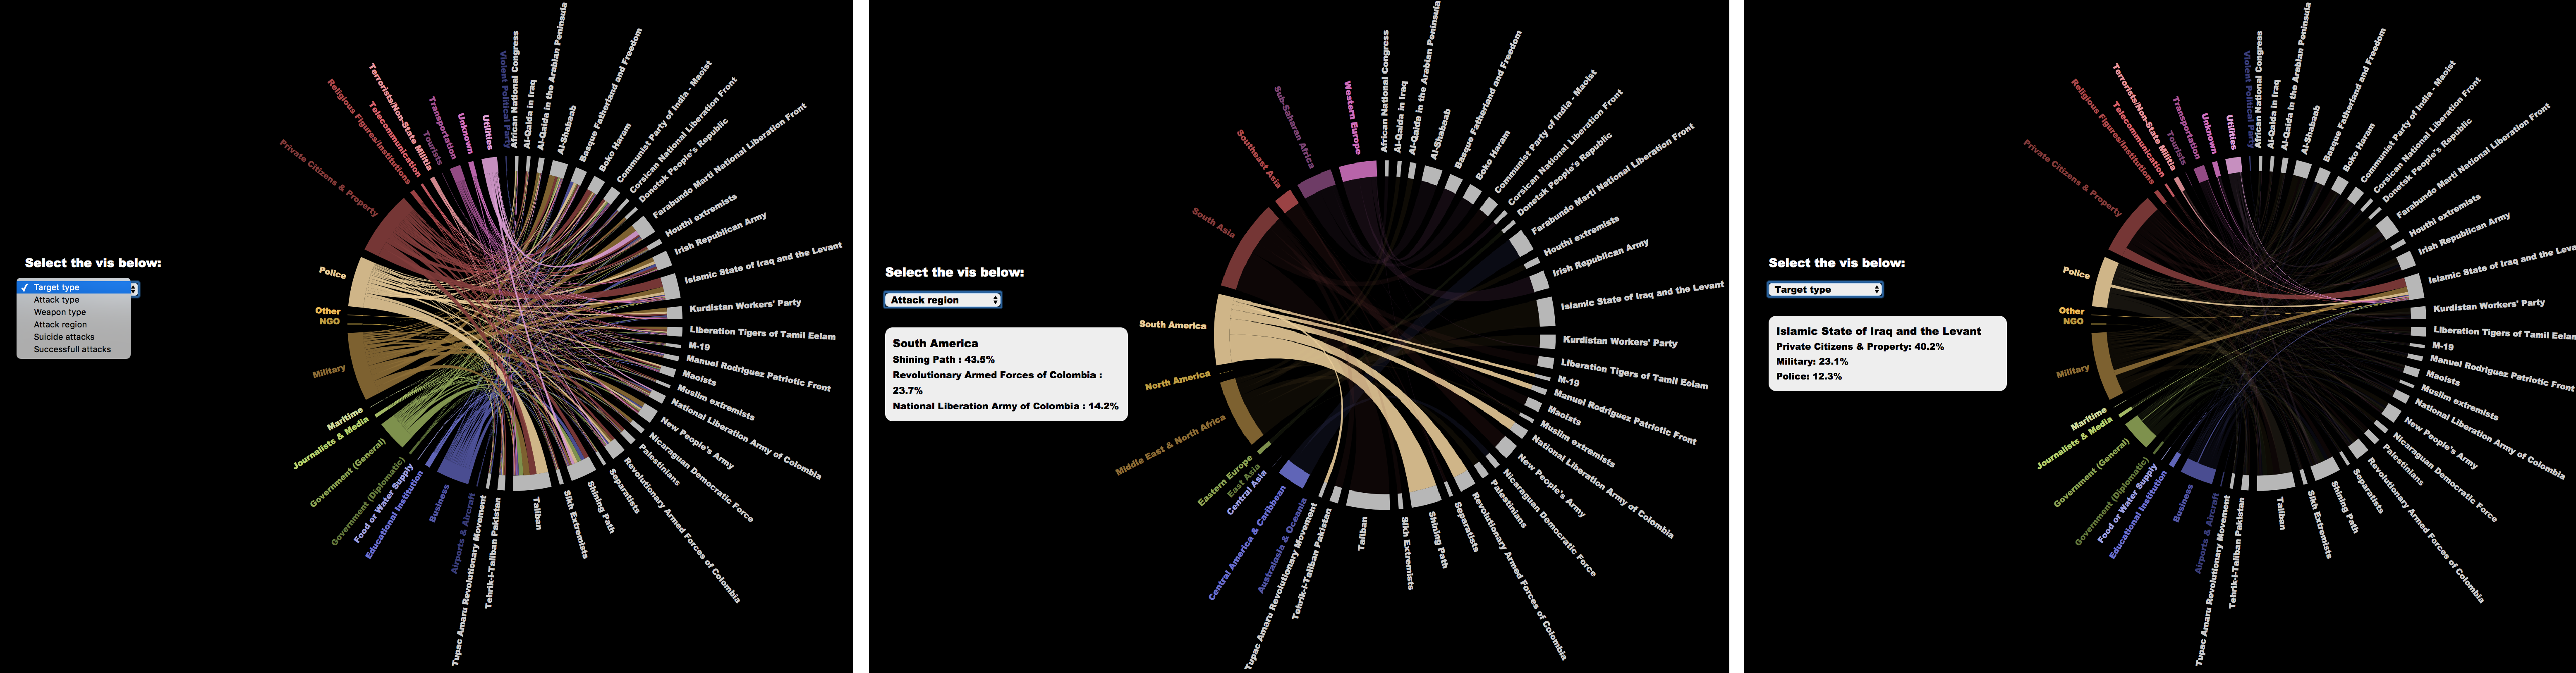 Select the vis below:
✓ Target type
Attack type
Weapon type
Attack region
Suicide attacks
Successfull attacks
Violent Political Party
African National Congress
Al-Qaida in Iraq
Al-Qaida in the Arabian Peninsula
Al-Shabaab
Basque Fatherland and Freedom
Boko Haram
Communist Party of India - Maoist
Corsican National Liberation Front
Donetsk People's Republic
Farabundo Marti National Liberation Front
Houthi extremists
Irish Republican Army
Islamic State of Iraq and the Levant
Kurdistan Workers' Party
Liberation Tigers of Tamil Eelam
M-19
Manuel Rodriguez Patriotic Front
Maoists
Muslim extremists
National Liberation Army of Colombia
New People's Army
Nicaraguan Democratic Force
Palestinians
Revolutionary Armed Forces of Colombia
Separatists
Shining Path
Sikh Extremists
Taliban
Tehrik-i-Taliban Pakistan
Tupac Amaru Revolutionary Movement
Airports & Aircraft
Business
Educational Institution
Food or Water Supply
Government (Diplomatic)
Government (General)
Journalists & Media
Maritime
Military
NGO
Other
Police
Private Citizens & Property
Religious Figures/Institutions
Telecommunication
Terrorists/Non-State Militia
Tourists
Transportation
Unknown
Utilities
Select the vis below:
Attack region
South America
Shining Path : 43.5%
Revolutionary Armed Forces of Colombia :
23.7%
National Liberation Army of Colombia : 14.2%
African National Congress
Al-Qaida in Iraq
Al-Qaida in the Arabian Peninsula
Al-Shabaab
Basque Fatherland and Freedom
Boko Haram
Communist Party of India - Maoist
Corsican National Liberation Front
Donetsk People's Republic
Farabundo Marti National Liberation Front
Houthi extremists
Irish Republican Army
Islamic State of Iraq and the Levant
Kurdistan Workers' Party
Liberation Tigers of Tamil Eelam
M-19
Manuel Rodriguez Patriotic Front
Maoists
Muslim extremists
National Liberation Army of Colombia
New People's Army
Nicaraguan Democratic Force
Palestinians
Revolutionary Armed Forces of Colombia
Separatists
Shining Path
Sikh Extremists
Taliban
Tehrik-i-Taliban Pakistan
Tupac Amaru Revolutionary Movement
Australasia & Oceania
Central America & Caribbean
Central Asia
East Asia
Eastern Europe
Middle East & North Africa
North America
South America
South Asia
Southeast Asia
Sub-Saharan Africa
Western Europe
Select the vis below:
Target type
Islamic State of Iraq and the Levant
Private Citizens & Property: 40.2%
Military: 23.1%
Police: 12.3%
Violent Political Party
African National Congress
Al-Qaida in Iraq
Al-Qaida in the Arabian Peninsula
Al-Shabaab
Basque Fatherland and Freedom
Boko Haram
Communist Party of India - Maoist
Corsican National Liberation Front
Donetsk People's Republic
Farabundo Marti National Liberation Front
Houthi extremists
Irish Republican Army
Islamic State of Iraq and the Leva
Kurdistan Workers' Party
Liberation Tigers of Tamil Eelam
M-19
Manuel Rodriguez Patriotic Front
Maoists
Muslim extremists
National Liberation Army of Colombia
New People's Army
Nicaraguan Democratic Force
Palestinians
Revolutionary Armed Forces of Colombia
Separatists
Shining Path
Sikh Extremists
Taliban
Tehrik-i-Taliban Pakistan
Tupac Amaru Revolutionary Movement
Airports & Aircraft
Business
Educational Institution
Food or Water Supply
Government (Diplomatic)
Government (General)
Journalists & Media
Maritime
Military
NGO
Other
Police
Private Citizens & Property
Religious Figures/Institutions
Telecommunication
Terrorists/Non-State Militia
Tourists
Transportation
Unknown
Utilities